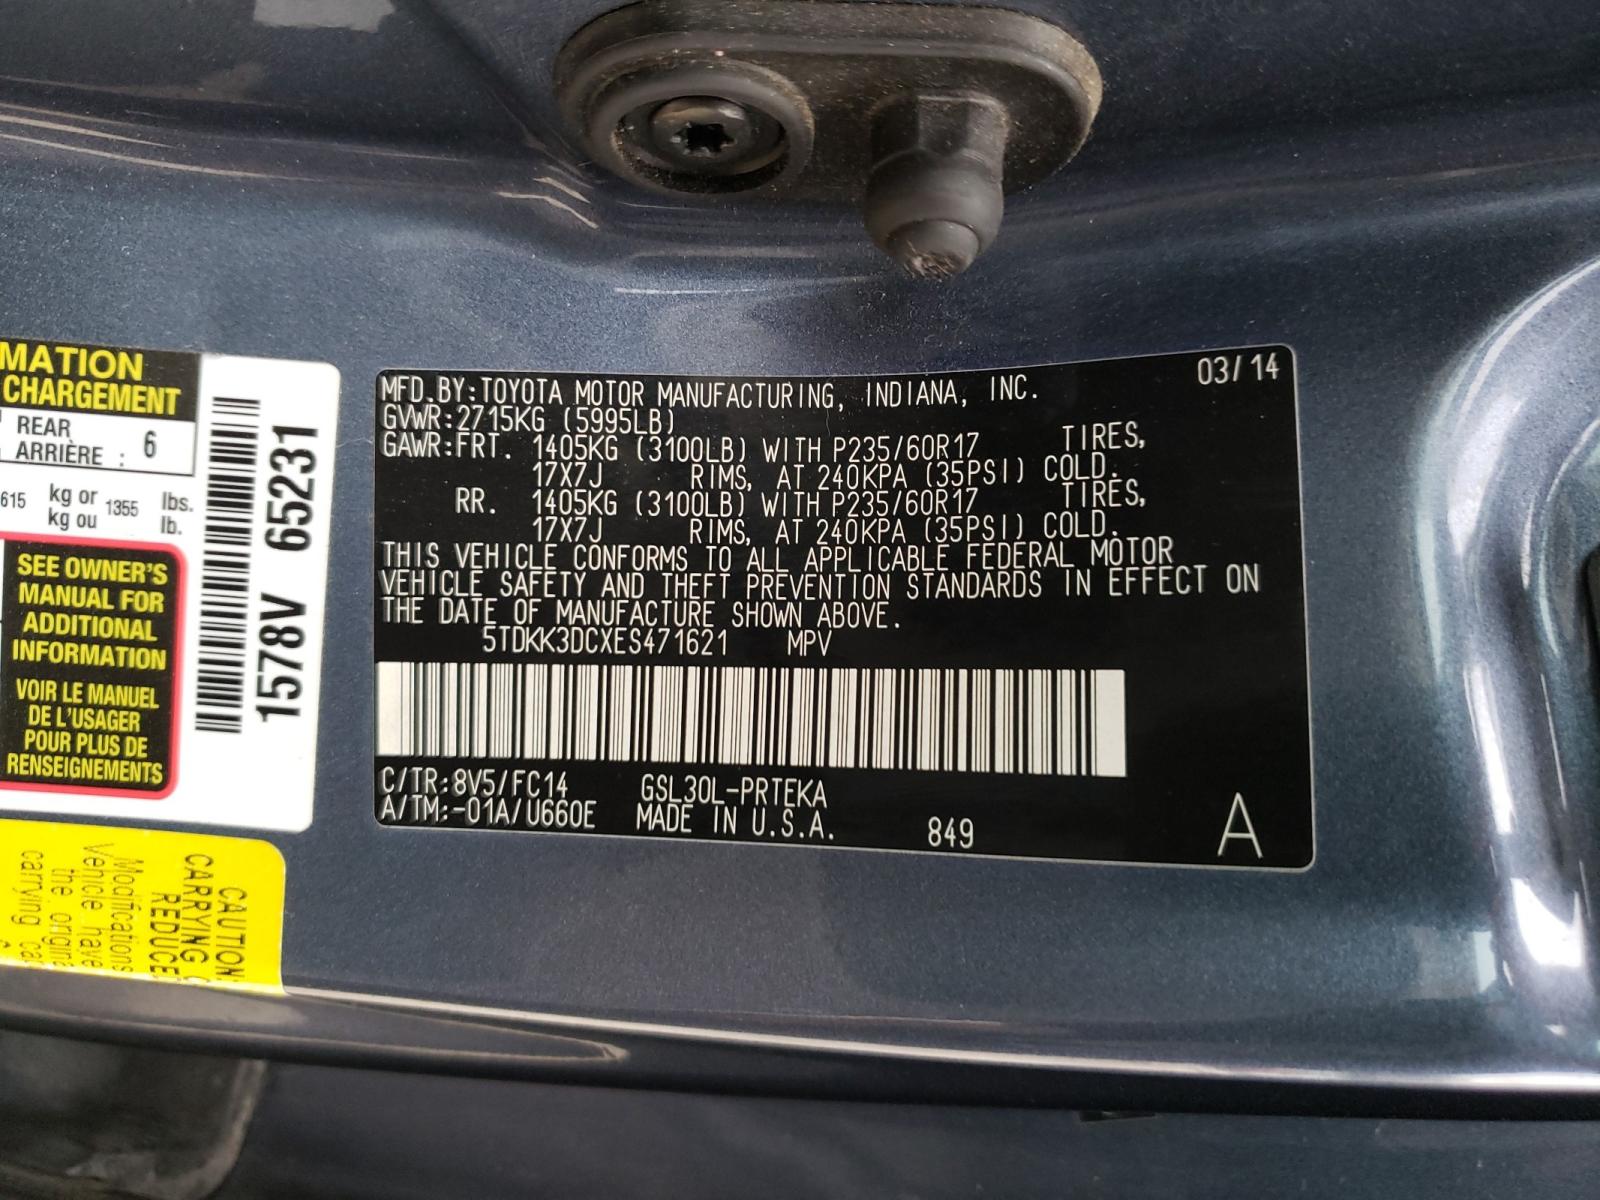 MATION
CHARGEMENT
REAR
ARRIÈRE : 6
615 kg or 1355 lbs.
kg ou lb.
SEE OWNER'S
MANUAL FOR
ADDITIONAL
INFORMATION
VOIR LE MANUEL
DE L'USAGER
POUR PLUS DE
RENSEIGNEMENTS
1578V 65231
CAUTION:
CARRYING
REDUCE
Modifications
vehicle have
the origina
carrying ca
03/14
MFD.BY:TOYOTA MOTOR MANUFACTURING, INDIANA, INC.
GVWR:2715KG (5995LB)
GAWR:FRT. 1405KG (3100LB) WITH P235/60R17 TIRES,
17X7J RIMS, AT 240KPA (35PSI) COLD.
RR. 1405KG (3100LB) WITH P235/60R17 TIRES,
17X7J RIMS, AT 240KPA (35PSI) COLD.
THIS VEHICLE CONFORMS TO ALL APPLICABLE FEDERAL MOTOR
VEHICLE SAFETY AND THEFT PREVENTION STANDARDS IN EFFECT ON
THE DATE OF MANUFACTURE SHOWN ABOVE.
5TDKK3DCXES471621 MPV
C/TR:8V5/FC14 GSL30L-PRTEKA
A/TM:-01A/U660E MADE IN U.S.A. 849 A